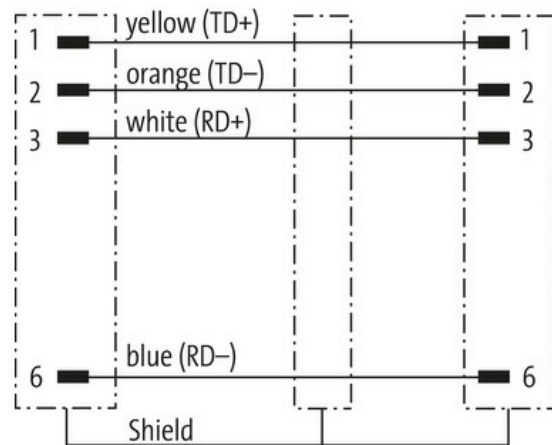 1 yellow (TD+) 1
2 orange (TD–) 2
3 white (RD+) 3
6 blue (RD–) 6
Shield